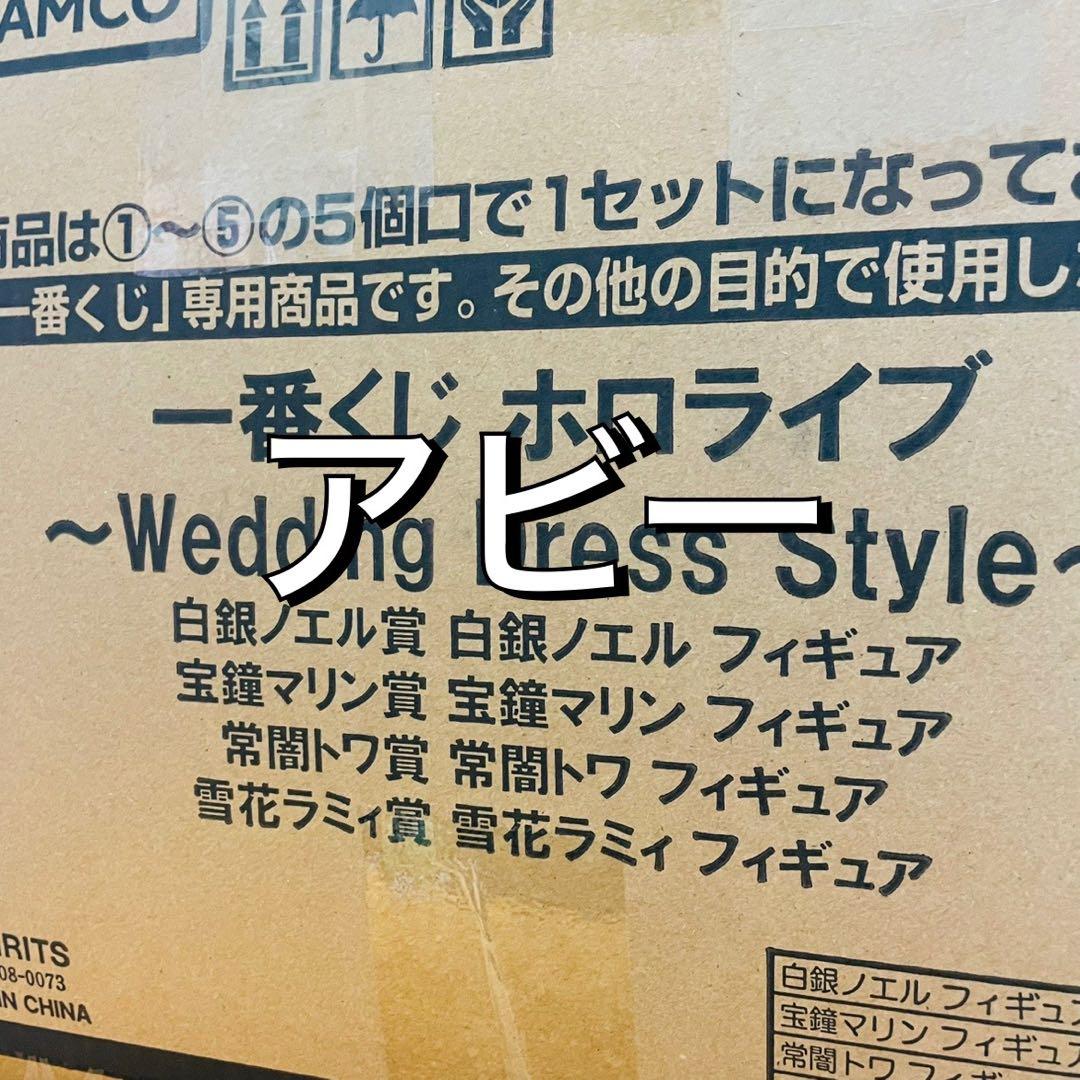 AMCO
商品は①～⑤の5個口で1セットになってお
一番くじ」専用商品です。その他の目的で使用し
一番くじ ホロライブ
アビー
～Wedding Dress Style～
白銀ノエル賞 白銀ノエル フィギュア
宝鐘マリン賞 宝鐘マリン フィギュア
常闇トワ賞 常闇トワ フィギュア
雪花ラミィ賞 雪花ラミィ フィギュア
IRITS
08-0073
IN CHINA
白銀ノエル フィギュア
宝鐘マリン フィギュア
常闇トワ フィギ